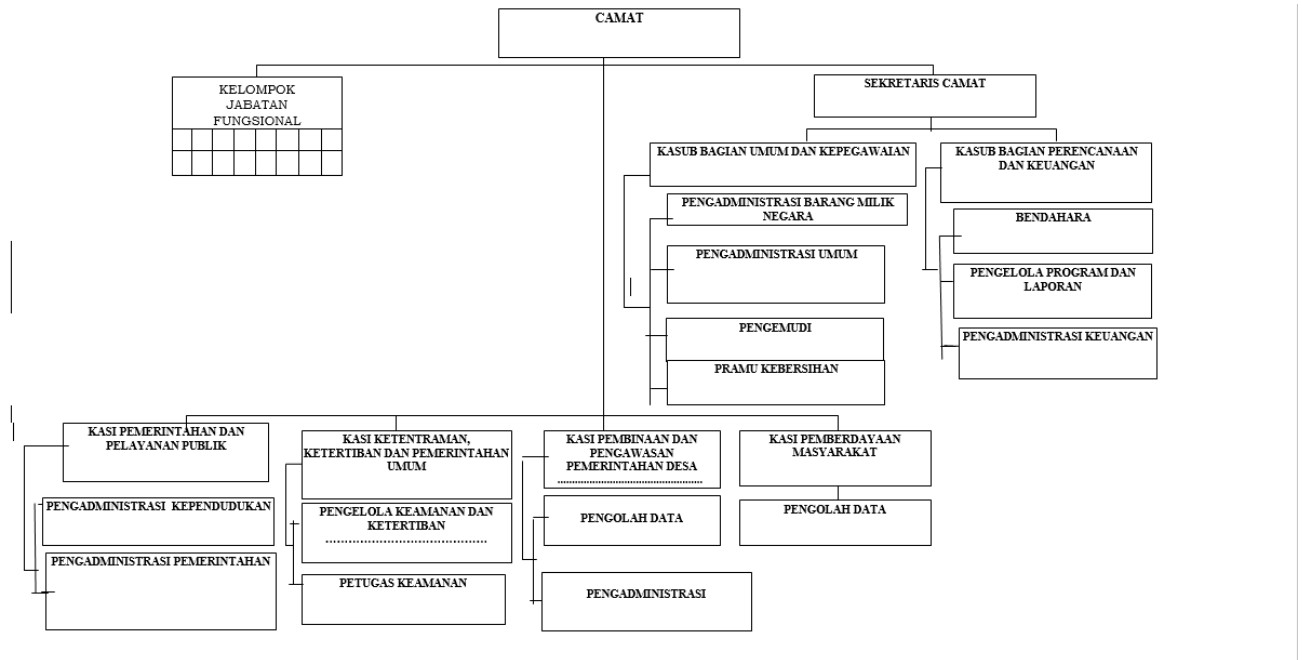 CAMAT
KELOMPOK
JABATAN
FUNGSIONAL
SEKRETARIS CAMAT
KASUB BAGIAN UMUM DAN KEPEGAWAIAN
KASUB BAGIAN PERENCANAAN
DAN KEUANGAN
PENGADMINISTRASI BARANG MILIK
NEGARA
BENDAHARA
PENGADMINISTRASI UMUM
PENGELOLA PROGRAM DAN
LAPORAN
PENGEMUDI
PENGADMINISTRASI KEUANGAN
PRAMU KEBERSIHAN
KASI PEMERINTAHAN DAN
PELAYANAN PUBLIK
KASI KETENTRAMAN,
KETERTIBAN DAN PEMERINTAHAN
UMUM
KASI PEMBINAAN DAN
PENGAWASAN
PEMERINTAHAN DESA
KASI PEMBERDAYAAN
MASYARAKAT
PENGADMINISTRASI KEPENDUDUKAN
PENGELOLA KEAMANAN DAN
KETERTIBAN
PENGOLAH DATA
PENGOLAH DATA
PENGADMINISTRASI PEMERINTAHAN
PETUGAS KEAMANAN
PENGADMINISTRASI